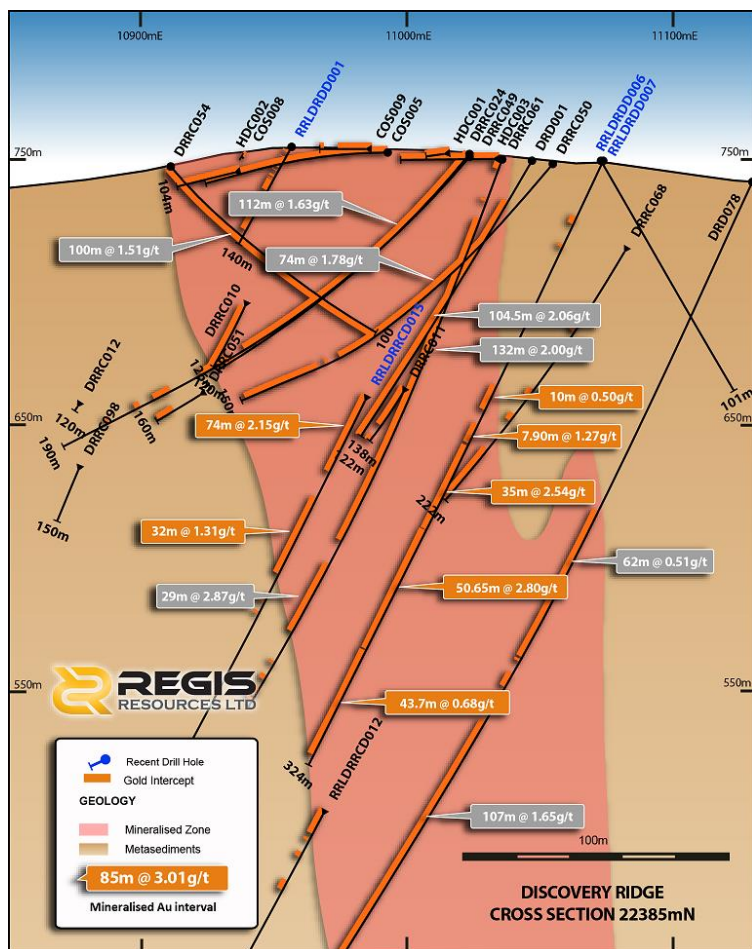 10900mE
11000mE
11100mE
DRRC054
HDC002
COS008
RRLDRDD001
COS009
COS005
HDC001
DRRC024
DRRC049
HDC003
DRRC061
DRD001
DRRC050
RRLDRDD006
RRLDRDD007
750m
750m
104m
112m @ 1.63g/t
DRRC068
DRD078
100m @ 1.51g/t
140m
74m @ 1.78g/t
DRRC010
104.5m @ 2.06g/t
100
132m @ 2.00g/t
DRRC012
DRRC051
RRLDRRCD015
DRRC011
101m
120m
160m
10m @ 0.50g/t
650m
650m
190m
DRRC098
74m @ 2.15g/t
138m
22m
7.90m @ 1.27g/t
35m @ 2.54g/t
222m
150m
32m @ 1.31g/t
62m @ 0.51g/t
29m @ 2.87g/t
50.65m @ 2.80g/t
550m
550m
REGIS
RESOURCES LTD
43.7m @ 0.68g/t
324m
RRLDRRCD012
Recent Drill Hole
Gold Intercept
GEOLOGY
Mineralised Zone
Metasediments
85m @ 3.01g/t
Mineralised Au interval
107m @ 1.65g/t
100m
DISCOVERY RIDGE
CROSS SECTION 22385mN